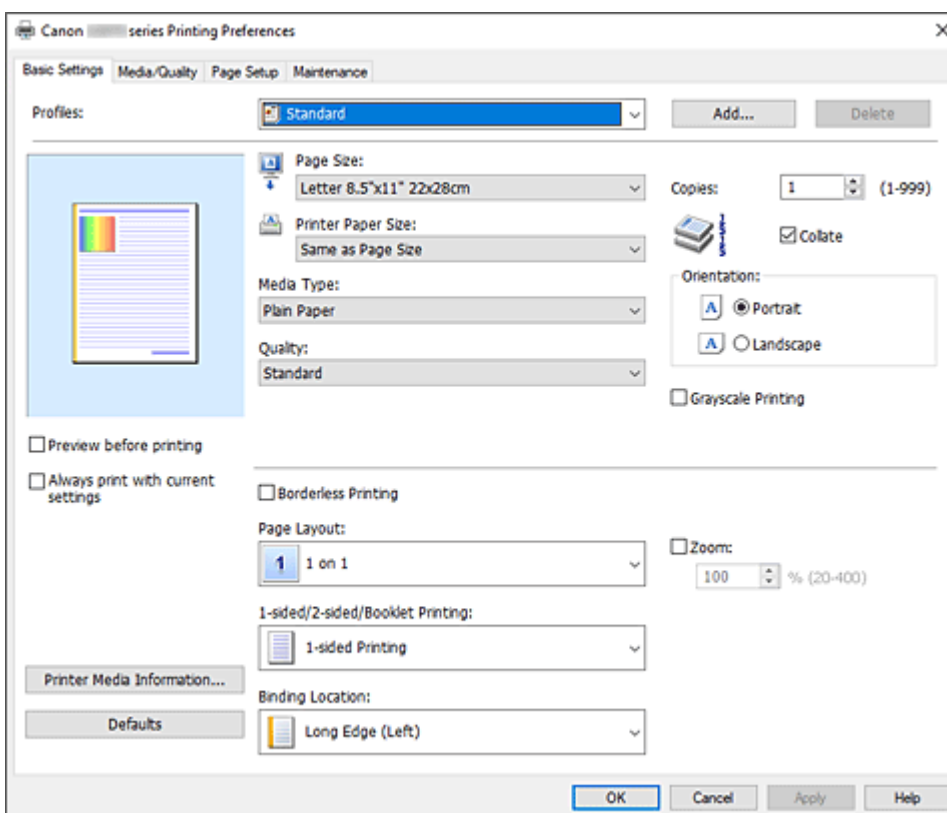 Canon series Printing Preferences
Basic Settings Media/Quality Page Setup Maintenance
Profiles: Standard Add... Delete
Page Size:
Letter 8.5"x11" 22x28cm
Copies: 1 (1-999)
Printer Paper Size:
Same as Page Size
Collate
Media Type:
Plain Paper
Orientation:
A Portrait
A Landscape
Quality:
Standard
Grayscale Printing
Preview before printing
Always print with current
settings
Borderless Printing
Page Layout:
1 1 on 1
Zoom:
100 % (20-400)
1-sided/2-sided/Booklet Printing:
1-sided Printing
Printer Media Information...
Binding Location:
Defaults
Long Edge (Left)
OK Cancel Apply Help